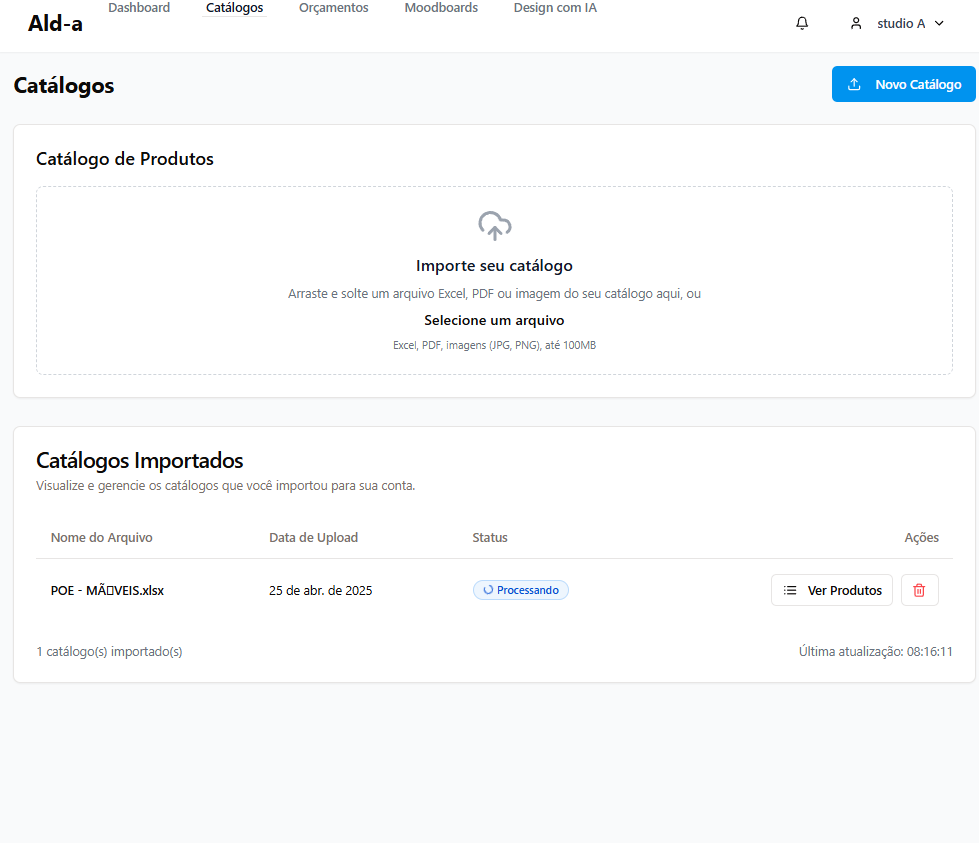 Ald-a
Dashboard
Catálogos
Orçamentos
Moodboards
Design com IA
studio A
Catálogos
Novo Catálogo
Catálogo de Produtos
Importe seu catálogo
Arraste e solte um arquivo Excel, PDF ou imagem do seu catálogo aqui, ou
Selecione um arquivo
Excel, PDF, imagens (JPG, PNG), até 100MB
Catálogos Importados
Visualize e gerencie os catálogos que você importou para sua conta.
Nome do Arquivo Data de Upload Status Ações
POE - MÃ▯VEIS.xlsx 25 de abr. de 2025 Processando Ver Produtos
1 catálogo(s) importado(s) Última atualização: 08:16:11